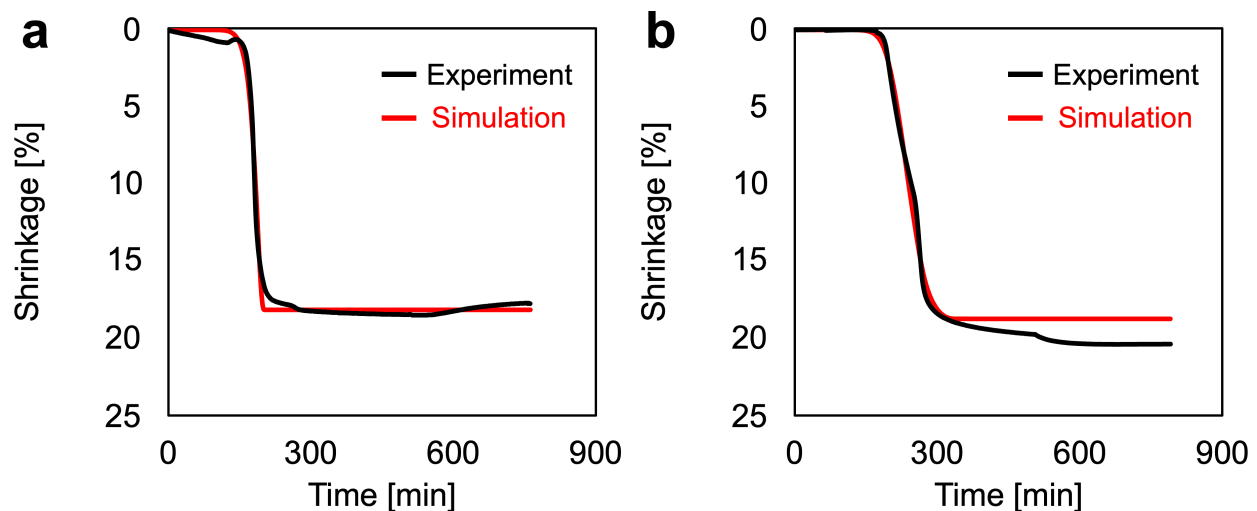 a
0
5
10
15
20
25
Shrinkage [%]
Experiment
Simulation
0 300 600 900
Time [min]
b
0
5
10
15
20
25
Shrinkage [%]
Experiment
Simulation
0 300 600 900
Time [min]